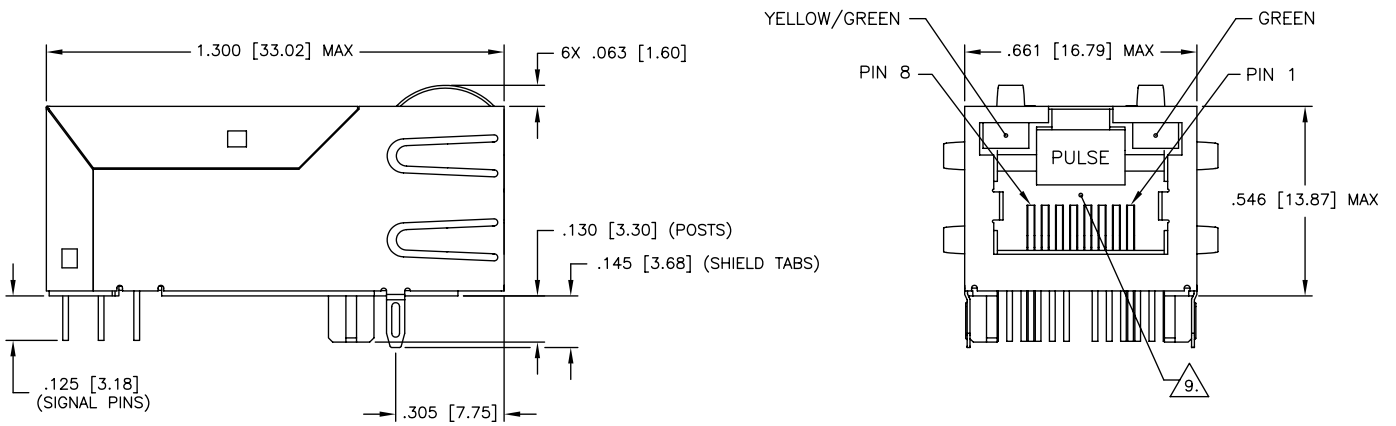 1.300 [33.02] MAX
6X .063 [1.60]
.130 [3.30] (POSTS)
.145 [3.68] (SHIELD TABS)
.125 [3.18]
(SIGNAL PINS)
.305 [7.75]
YELLOW/GREEN
GREEN
.661 [16.79] MAX
PIN 8
PIN 1
PULSE
.546 [13.87] MAX
9.